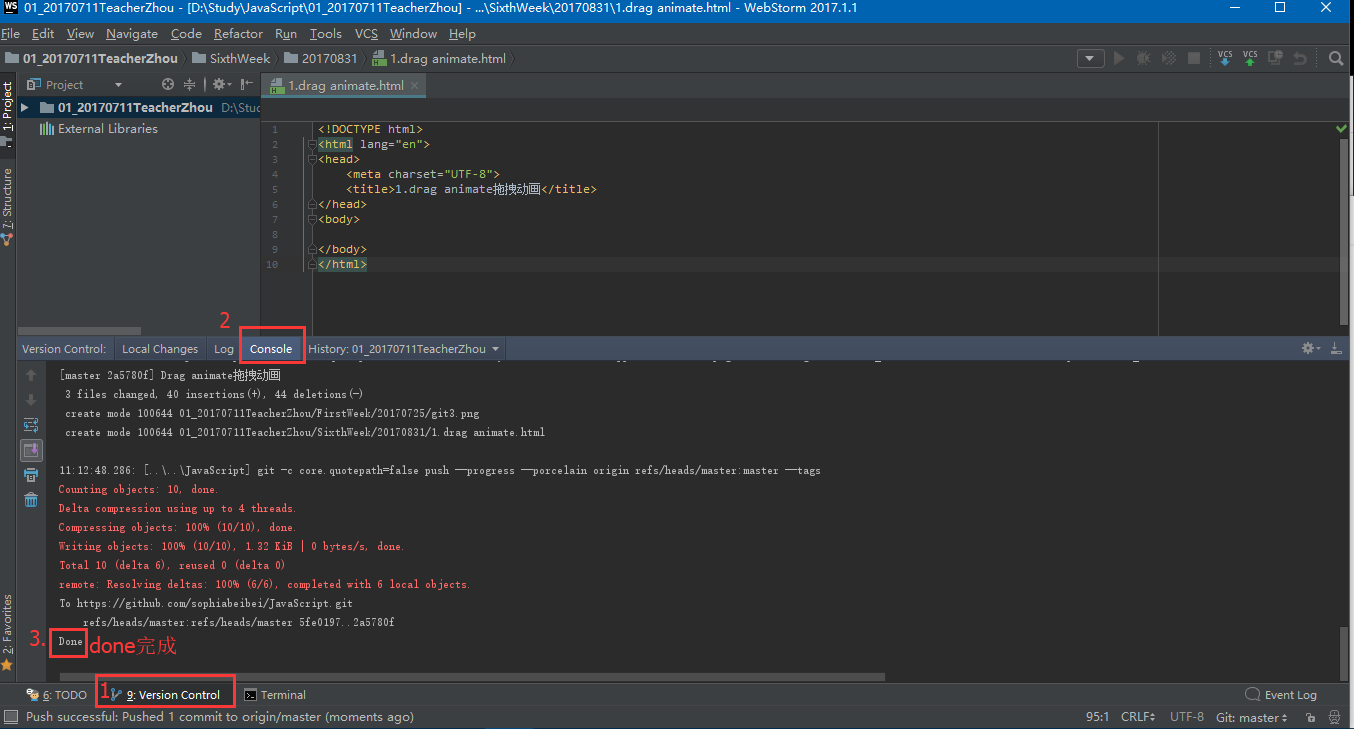 WS 01_20170711TeacherZhou - [D:\Study\JavaScript\01_20170711TeacherZhou] - ...\SixthWeek\20170831\1.drag animate.html - WebStorm 2017.1.1
File Edit View Navigate Code Refactor Run Tools VCS Window Help
01_20170711TeacherZhou SixthWeek 20170831 1.drag animate.html VCS VCS
1: Project
7: Structure
2: Favorites
Project 1.drag animate.html
01_20170711TeacherZhou D:\Stud
External Libraries
1 <!DOCTYPE html>
2 <html lang="en">
3 <head>
4 <meta charset="UTF-8">
5 <title>1.drag animate拖拽动画</title>
6 </head>
7 <body>
8
9 </body>
10 </html>
2
Version Control: Local Changes Log Console History: 01_20170711TeacherZhou
[master 2a5780f] Drag animate拖拽动画
3 files changed, 40 insertions(+), 44 deletions(-)
create mode 100644 01_20170711TeacherZhou/FirstWeek/20170725/git3.png
create mode 100644 01_20170711TeacherZhou/SixthWeek/20170831/1.drag animate.html
11:12:48.286: [..\..\JavaScript] git -c core.quotepath=false push --progress --porcelain origin refs/heads/master:master --tags
Counting objects: 10, done.
Delta compression using up to 4 threads.
Compressing objects: 100% (10/10), done.
Writing objects: 100% (10/10), 1.32 KiB | 0 bytes/s, done.
Total 10 (delta 6), reused 0 (delta 0)
remote: Resolving deltas: 100% (6/6), completed with 6 local objects.
To https://github.com/sophiabeibei/JavaScript.git
refs/heads/master:refs/heads/master 5fe0197..2a5780f
3. Done done完成
6: TODO 1 9: Version Control Terminal Event Log
Push successful: Pushed 1 commit to origin/master (moments ago) 95:1 CRLF UTF-8 Git: master